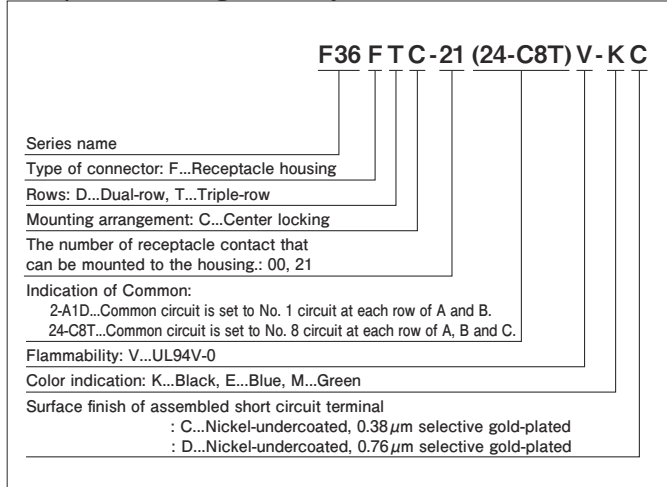 F36 F T C - 21 (24-C8T) V - K C
Series name
Type of connector: F...Receptacle housing
Rows: D...Dual-row, T...Triple-row
Mounting arrangement: C...Center locking
The number of receptacle contact that
can be mounted to the housing.: 00, 21
Indication of Common:
2-A1D...Common circuit is set to No. 1 circuit at each row of A and B.
24-C8T...Common circuit is set to No. 8 circuit at each row of A, B and C.
Flammability: V...UL94V-0
Color indication: K...Black, E...Blue, M...Green
Surface finish of assembled short circuit terminal
: C...Nickel-undercoated, 0.38 μm selective gold-plated
: D...Nickel-undercoated, 0.76 μm selective gold-plated